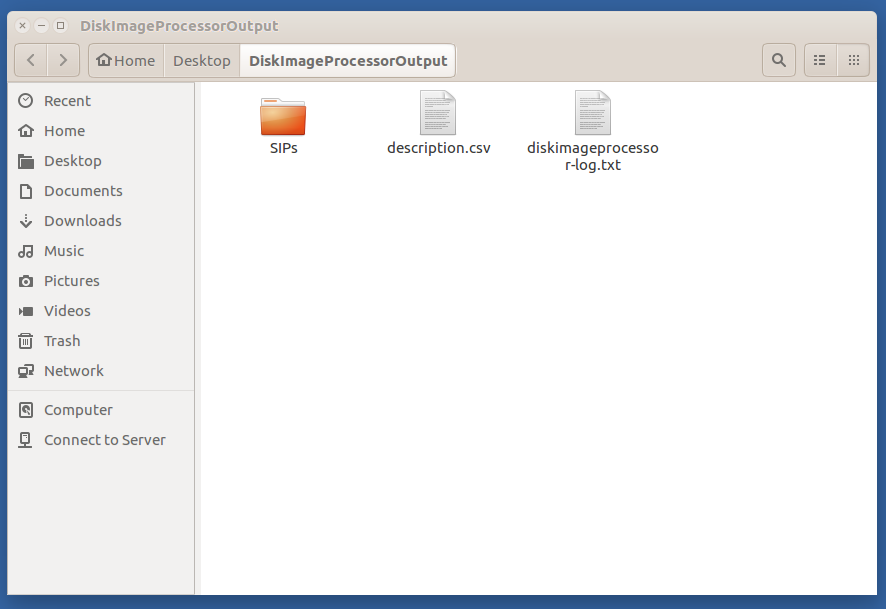 DiskImageProcessorOutput
Home
Desktop
DiskImageProcessorOutput
Recent
Home
Desktop
Documents
Downloads
Music
Pictures
Videos
Trash
Network
Computer
Connect to Server
SIPs
description.csv
diskimageprocesso
r-log.txt